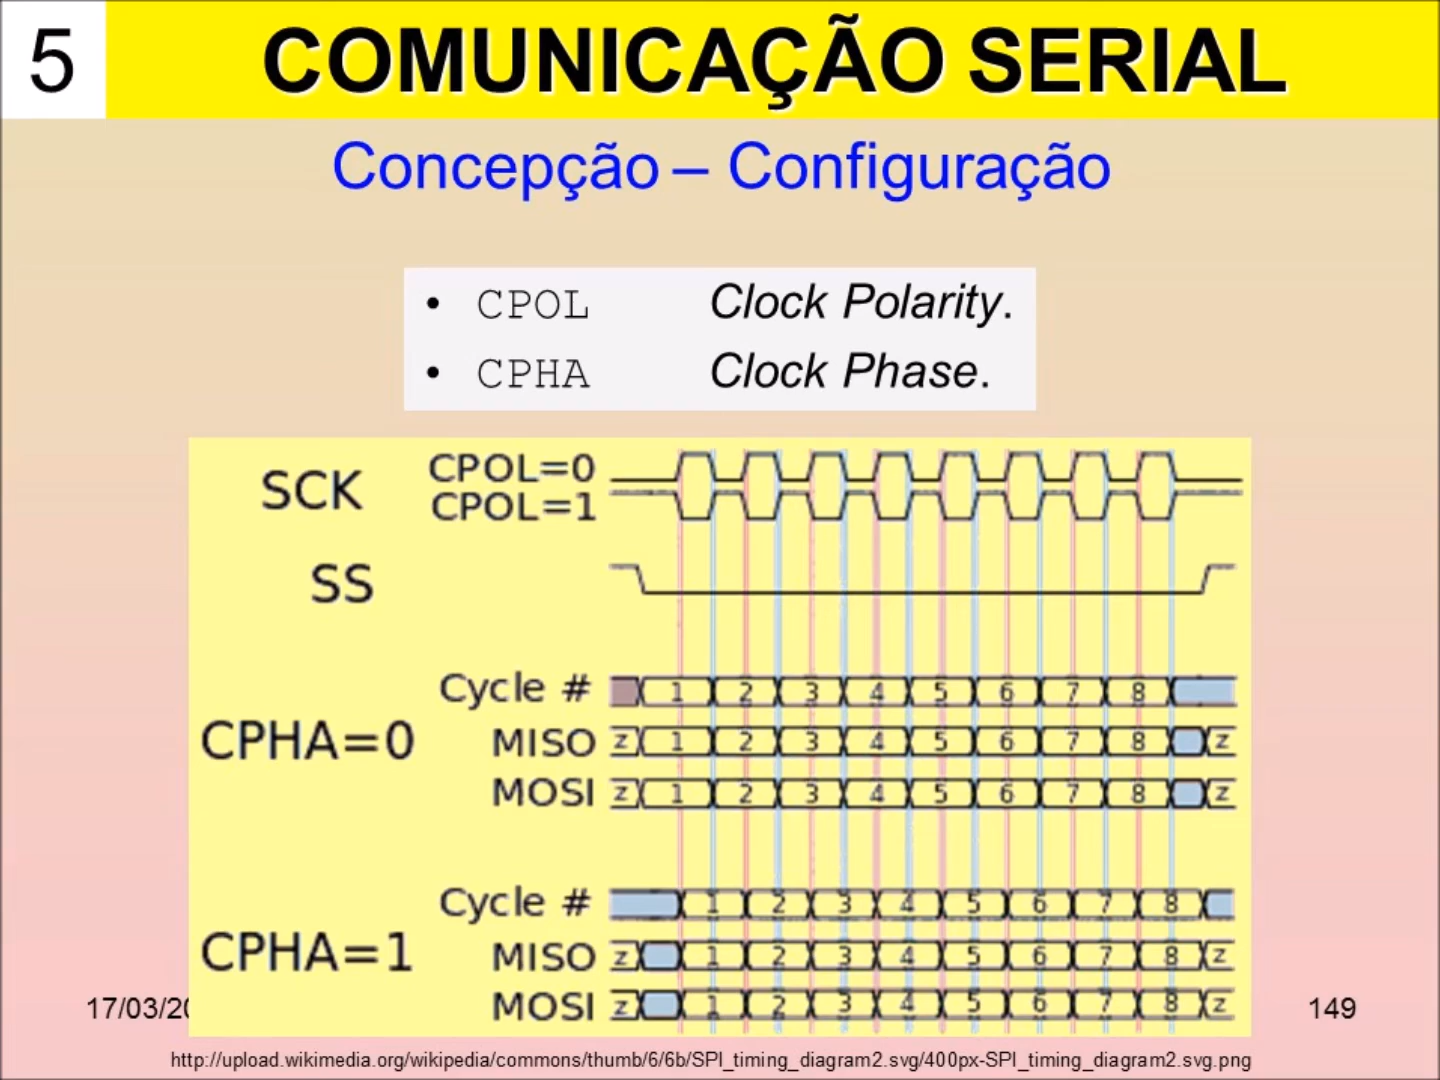 5 COMUNICAÇÃO SERIAL
Concepção – Configuração
• CPOL Clock Polarity.
• CPHA Clock Phase.
SCK CPOL=0
CPOL=1
SS
Cycle # 1 2 3 4 5 6 7 8
CPHA=0 MISO z 1 2 3 4 5 6 7 8 z
MOSI z 1 2 3 4 5 6 7 8 z
Cycle # 1 2 3 4 5 6 7 8
CPHA=1 MISO z 1 2 3 4 5 6 7 8 z
MOSI z 1 2 3 4 5 6 7 8 z
17/03/20 149
http://upload.wikimedia.org/wikipedia/commons/thumb/6/6b/SPI_timing_diagram2.svg/400px-SPI_timing_diagram2.svg.png